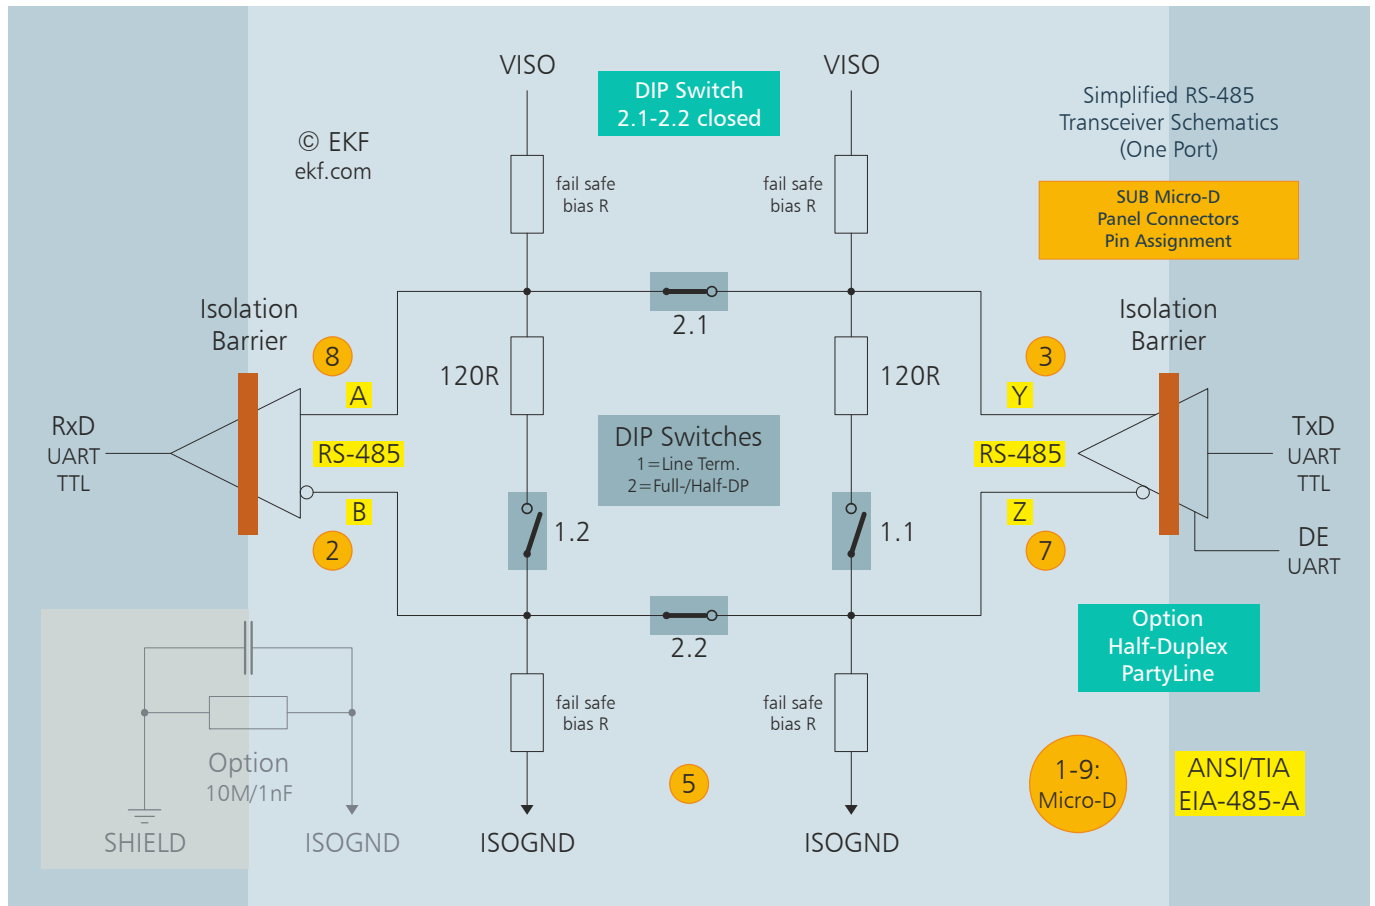 VISO
VISO
DIP Switch
2.1-2.2 closed
Simplified RS-485
Transceiver Schematics
(One Port)
© EKF
ekf.com
fail safe
bias R
fail safe
bias R
SUB Micro-D
Panel Connectors
Pin Assignment
2.1
Isolation
Barrier
Isolation
Barrier
8
3
120R
120R
A
Y
RxD
UART
TTL
RS-485
DIP Switches
1=Line Term.
2=Full-/Half-DP
RS-485
TxD
UART
TTL
B
Z
1.2
1.1
2
7
DE
UART
2.2
Option
Half-Duplex
PartyLine
fail safe
bias R
fail safe
bias R
Option
10M/1nF
5
1-9:
Micro-D
ANSI/TIA
EIA-485-A
SHIELD
ISOGND
ISOGND
ISOGND